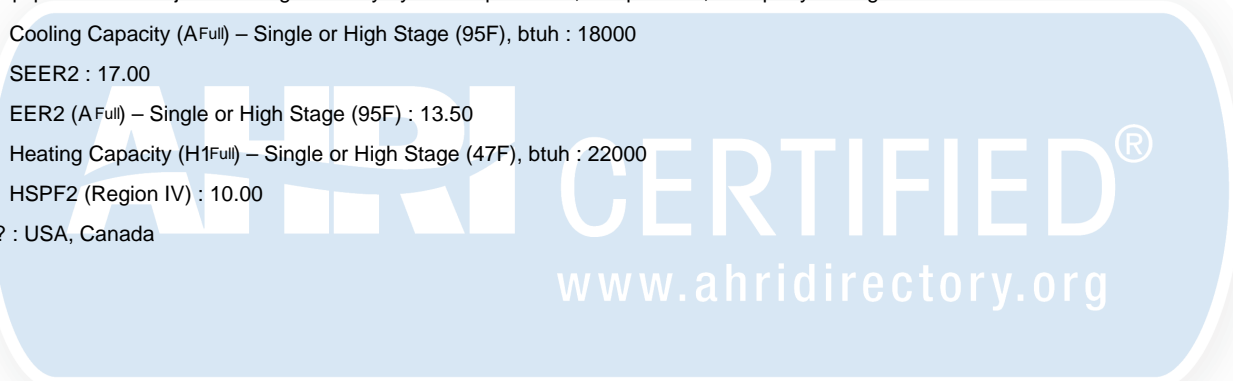 Cooling Capacity (AFull) – Single or High Stage (95F), btuh : 18000
SEER2 : 17.00
EER2 (AFull) – Single or High Stage (95F) : 13.50
Heating Capacity (H1Full) – Single or High Stage (47F), btuh : 22000
HSPF2 (Region IV) : 10.00
? : USA, Canada
AHRI CERTIFIED®
www.ahridirectory.org